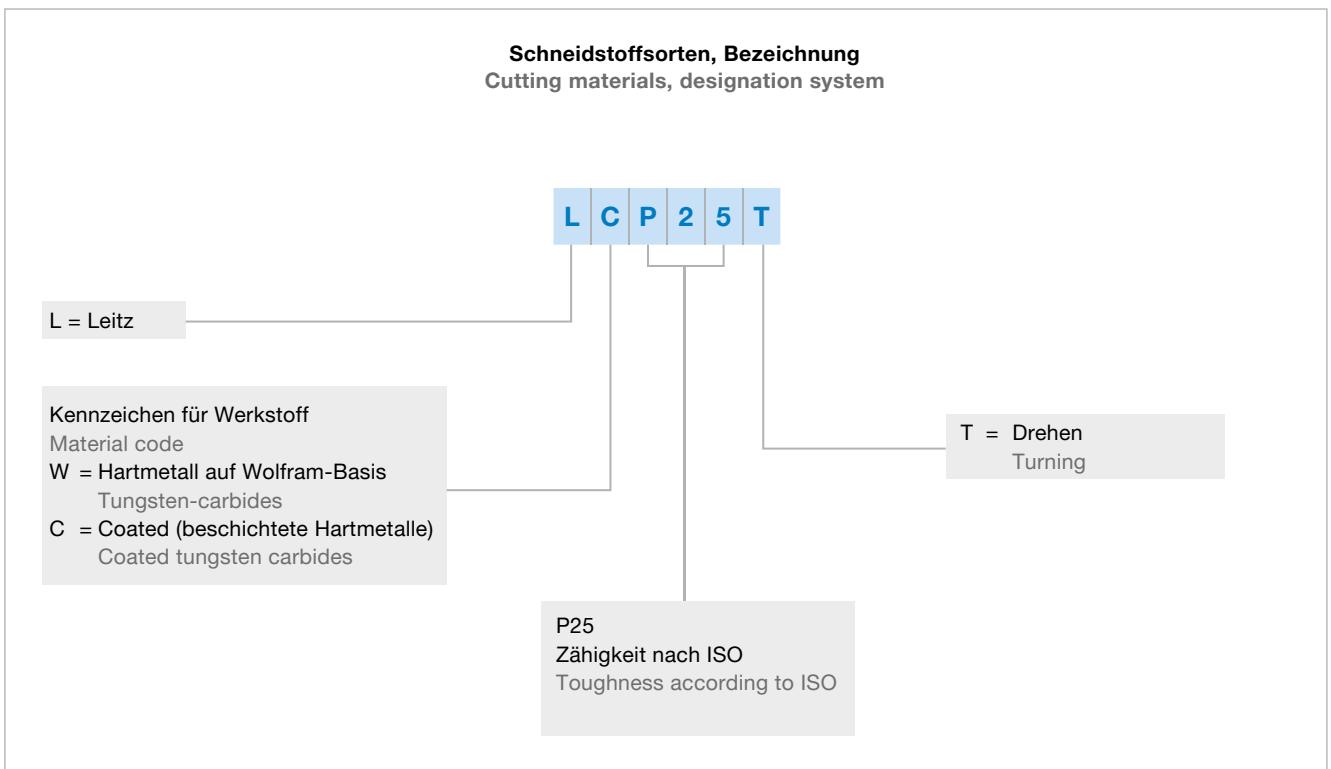 Schneidstoffsorten, Bezeichnung
Cutting materials, designation system
L C P 2 5 T
L = Leitz
Kennzeichen für Werkstoff
Material code
W = Hartmetall auf Wolfram-Basis
Tungsten-carbides
C = Coated (beschichtete Hartmetalle)
Coated tungsten carbides
T = Drehen
Turning
P25
Zähigkeit nach ISO
Toughness according to ISO